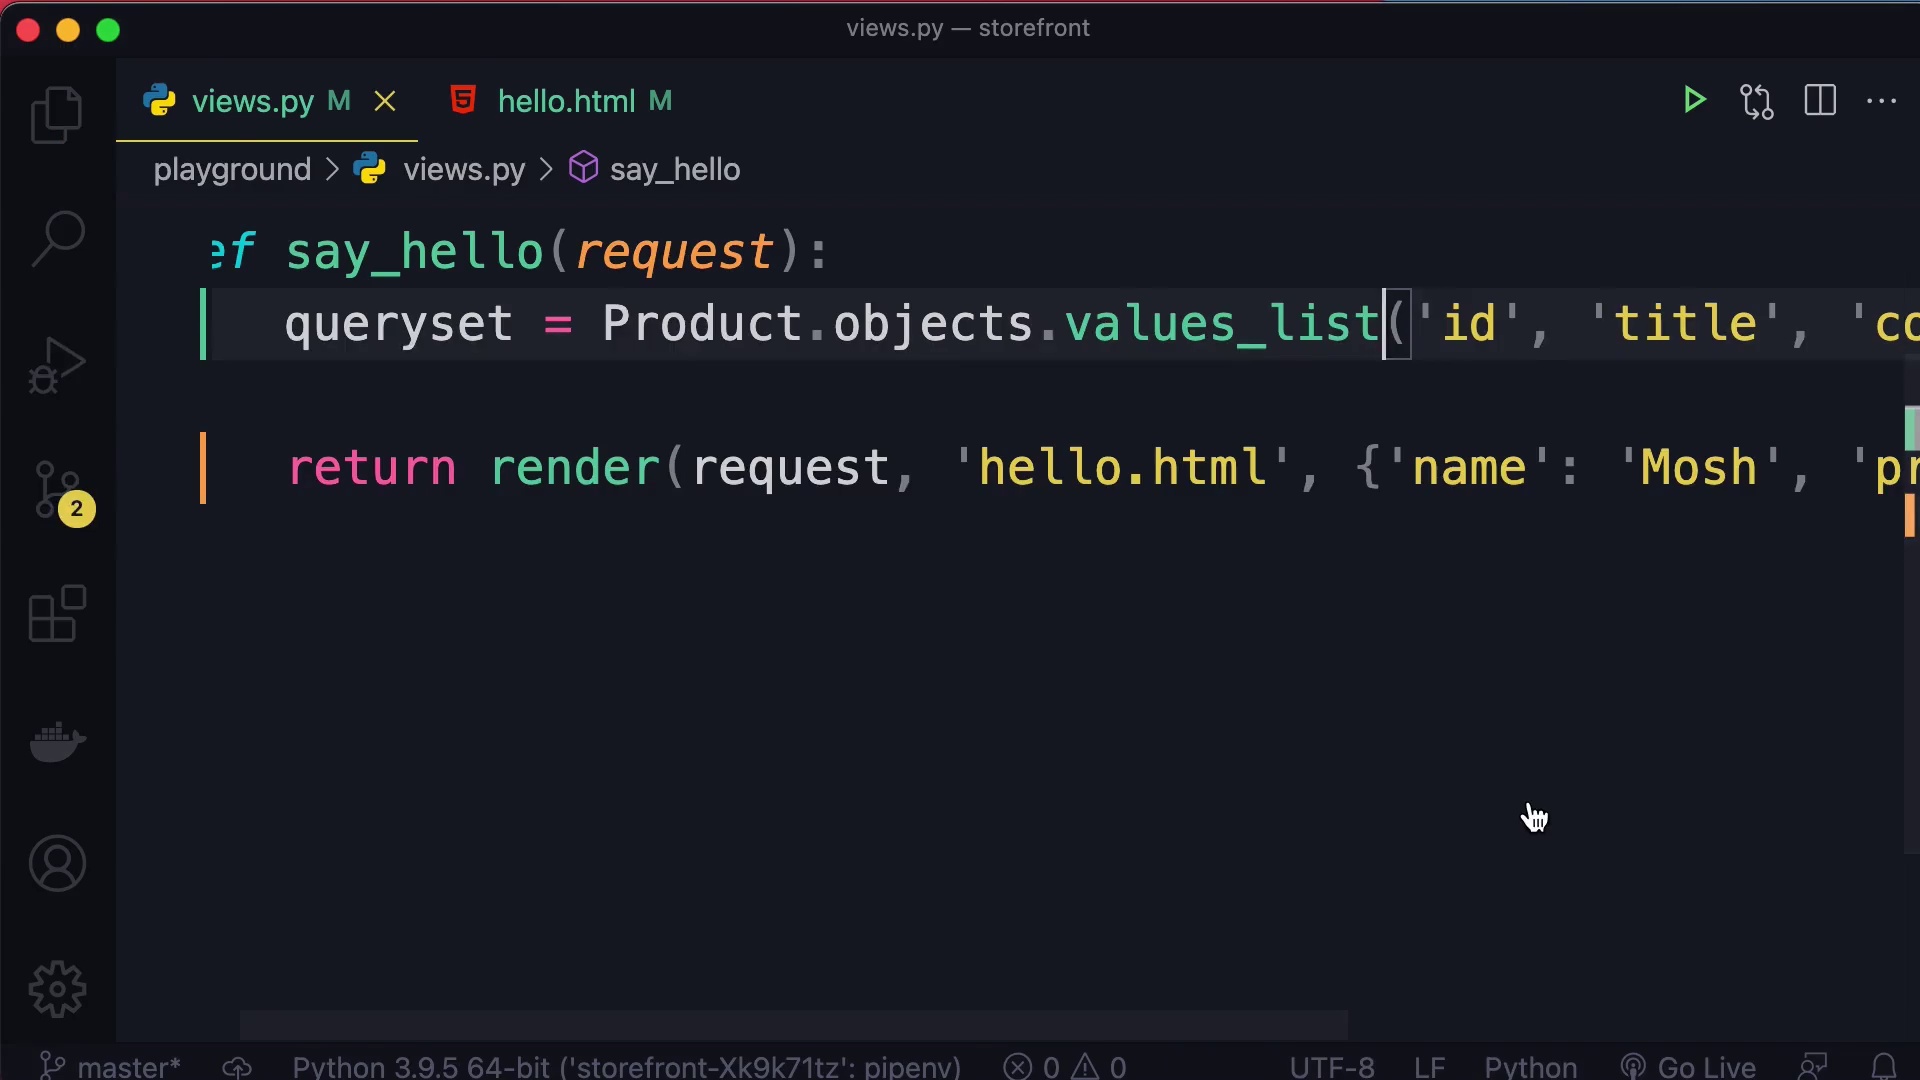 views.py — storefront
views.py M hello.html M
playground > views.py > say_hello
ef say_hello(request):
queryset = Product.objects.values_list('id', 'title', 'co
return render(request, 'hello.html', {'name': 'Mosh', 'pr
2
master* Python 3.9.5 64-bit ('storefront-Xk9k71tz': pipenv) 0 0 UTF-8 LF Python Go Live